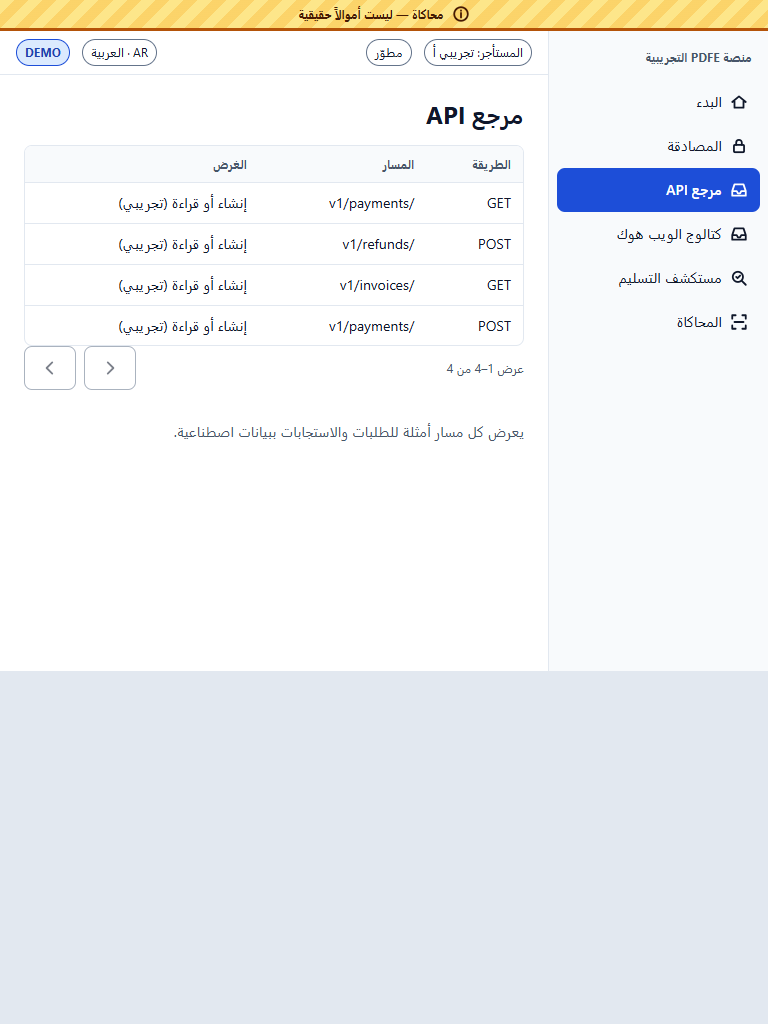 محاكاة — ليست أموالاً حقيقية
منصة PDFE التجريبية
البدء
المصادقة
مرجع API
كتالوج الويب هوك
مستكشف التسليم
المحاكاة
المستأجر: تجريبي أ
مطوّر
AR · العربية
DEMO
مرجع API
الطريقة المسار الغرض
GET v1/payments/ إنشاء أو قراءة (تجريبي)
POST v1/refunds/ إنشاء أو قراءة (تجريبي)
GET v1/invoices/ إنشاء أو قراءة (تجريبي)
POST v1/payments/ إنشاء أو قراءة (تجريبي)
عرض 1–4 من 4
يعرض كل مسار أمثلة للطلبات والاستجابات ببيانات اصطناعية.